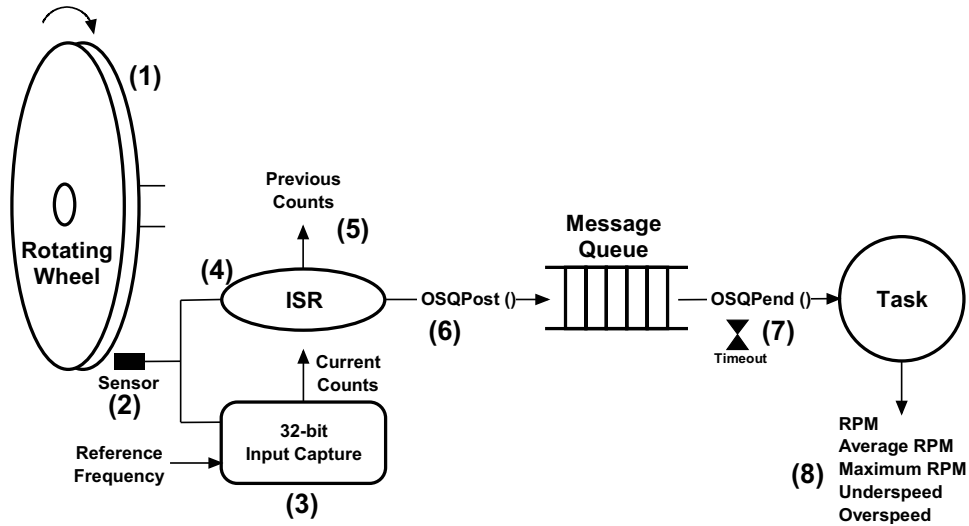 (1)
Rotating
Wheel
Sensor
(2)
Reference
Frequency
32-bit
Input Capture
(3)
Current
Counts
(4)
ISR
Previous
Counts
(5)
OSQPost ()
(6)
Message
Queue
OSQPend ()
(7)
Timeout
Task
(8)
RPM
Average RPM
Maximum RPM
Underspeed
Overspeed